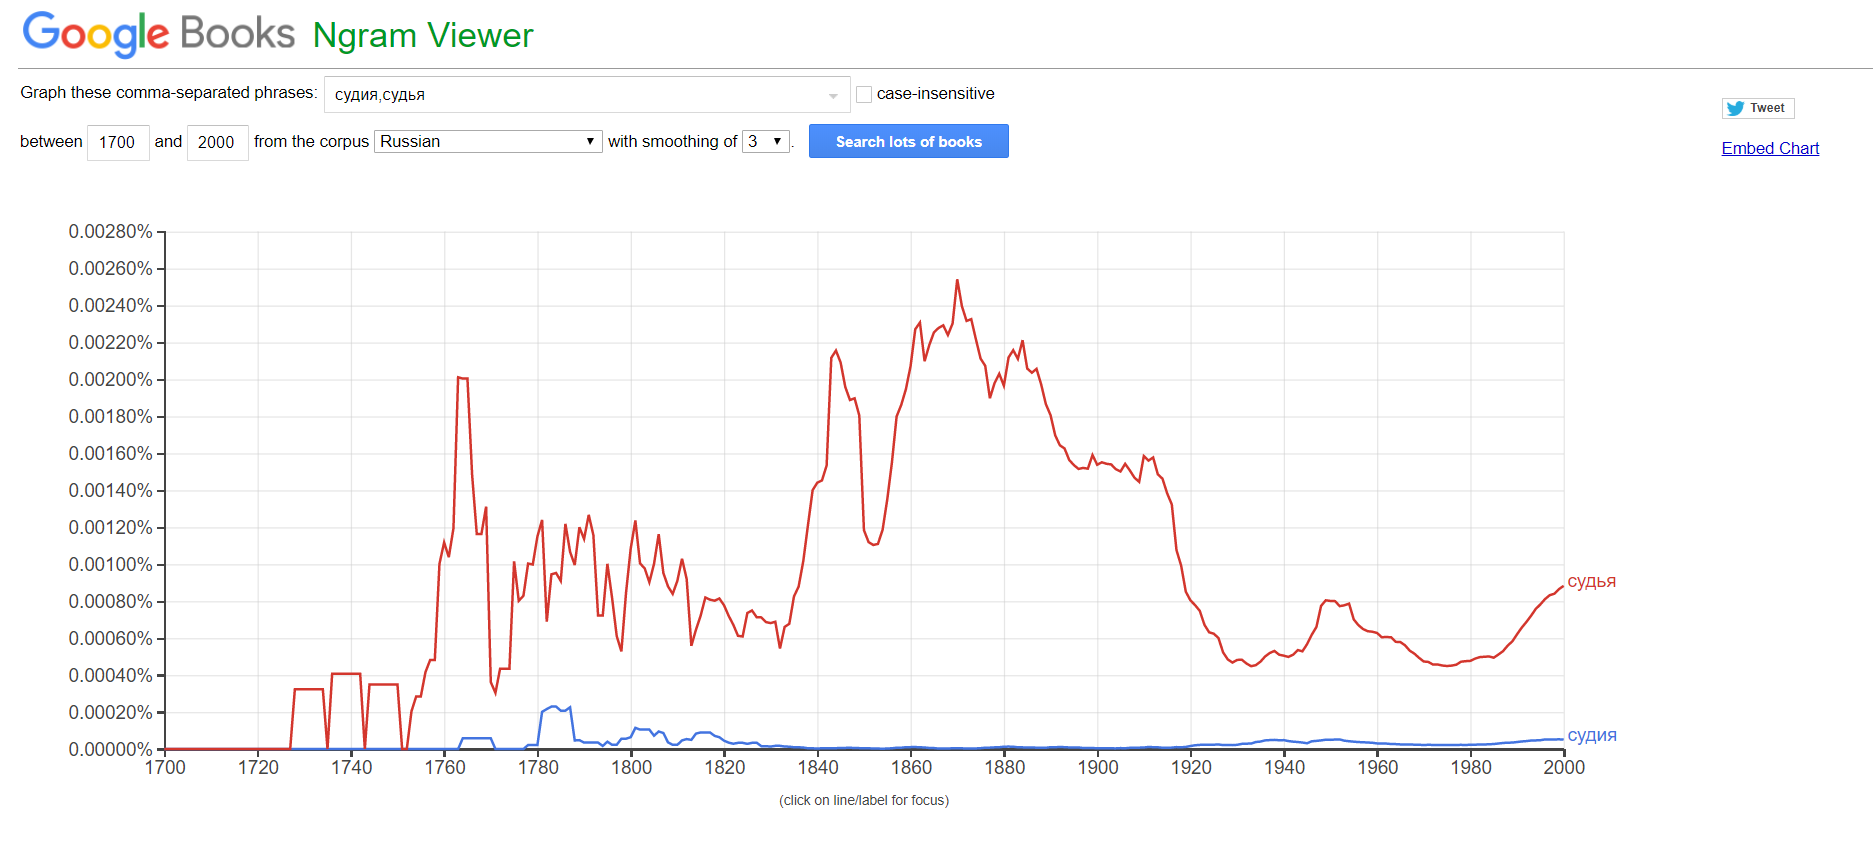 Google Books Ngram Viewer
Graph these comma-separated phrases: судия,судья case-insensitive
between 1700 and 2000 from the corpus Russian with smoothing of 3 . Search lots of books
Tweet
Embed Chart
0.00280%
0.00260%
0.00240%
0.00220%
0.00200%
0.00180%
0.00160%
0.00140%
0.00120%
0.00100%
0.00080%
0.00060%
0.00040%
0.00020%
0.00000%
судья
судия
1700 1720 1740 1760 1780 1800 1820 1840 1860 1880 1900 1920 1940 1960 1980 2000
(click on line/label for focus)